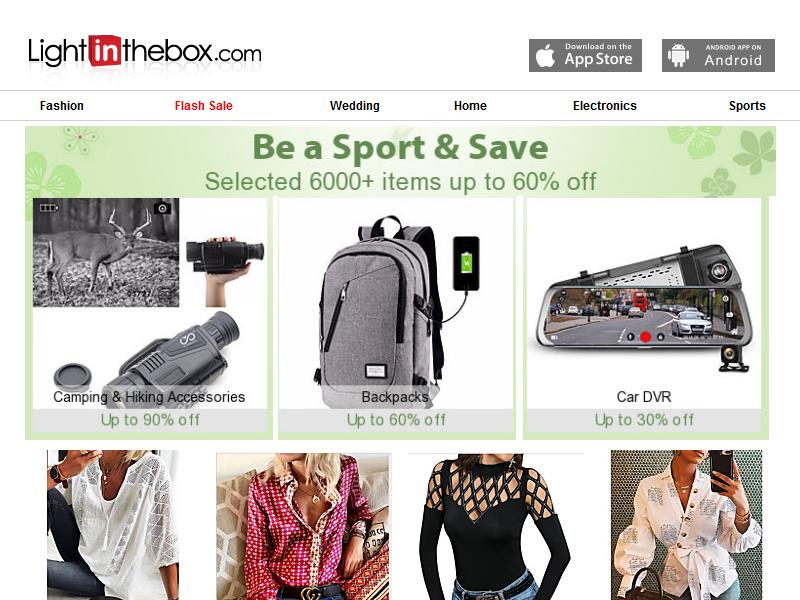 Lightinthebox.com
Download on the
App Store
ANDROID APP ON
Android
Fashion
Flash Sale
Wedding
Home
Electronics
Sports
Be a Sport & Save
Selected 6000+ items up to 60% off
Camping & Hiking Accessories
Up to 90% off
Backpacks
Up to 60% off
Car DVR
Up to 30% off